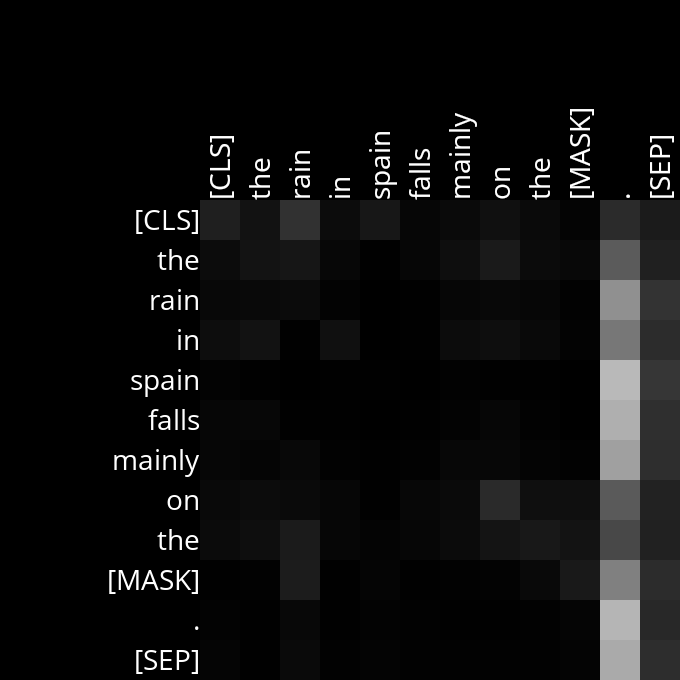 [CLS] the rain in spain falls mainly on the [MASK] . [SEP]
[CLS]
the
rain
in
spain
falls
mainly
on
the
[MASK]
.
[SEP]